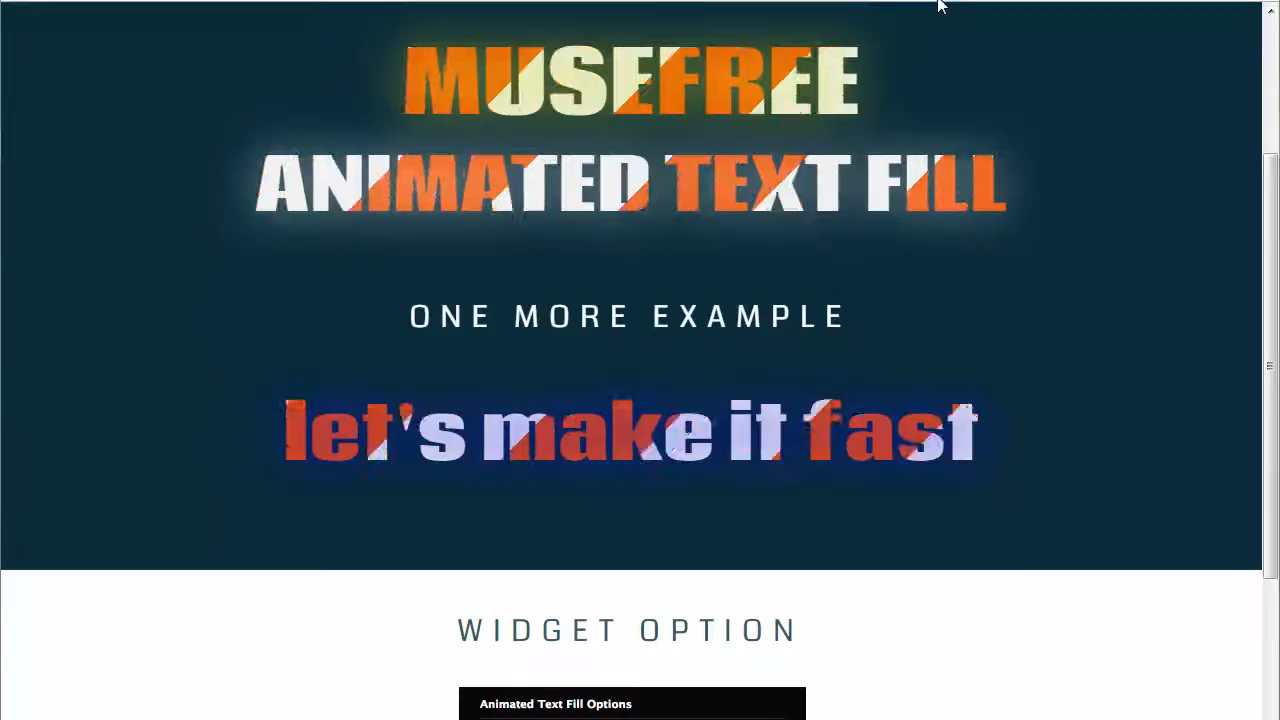 MUSEFREE
ANIMATED TEXT FILL
ONE MORE EXAMPLE
let's make it fast
WIDGET OPTION
Animated Text Fill Options